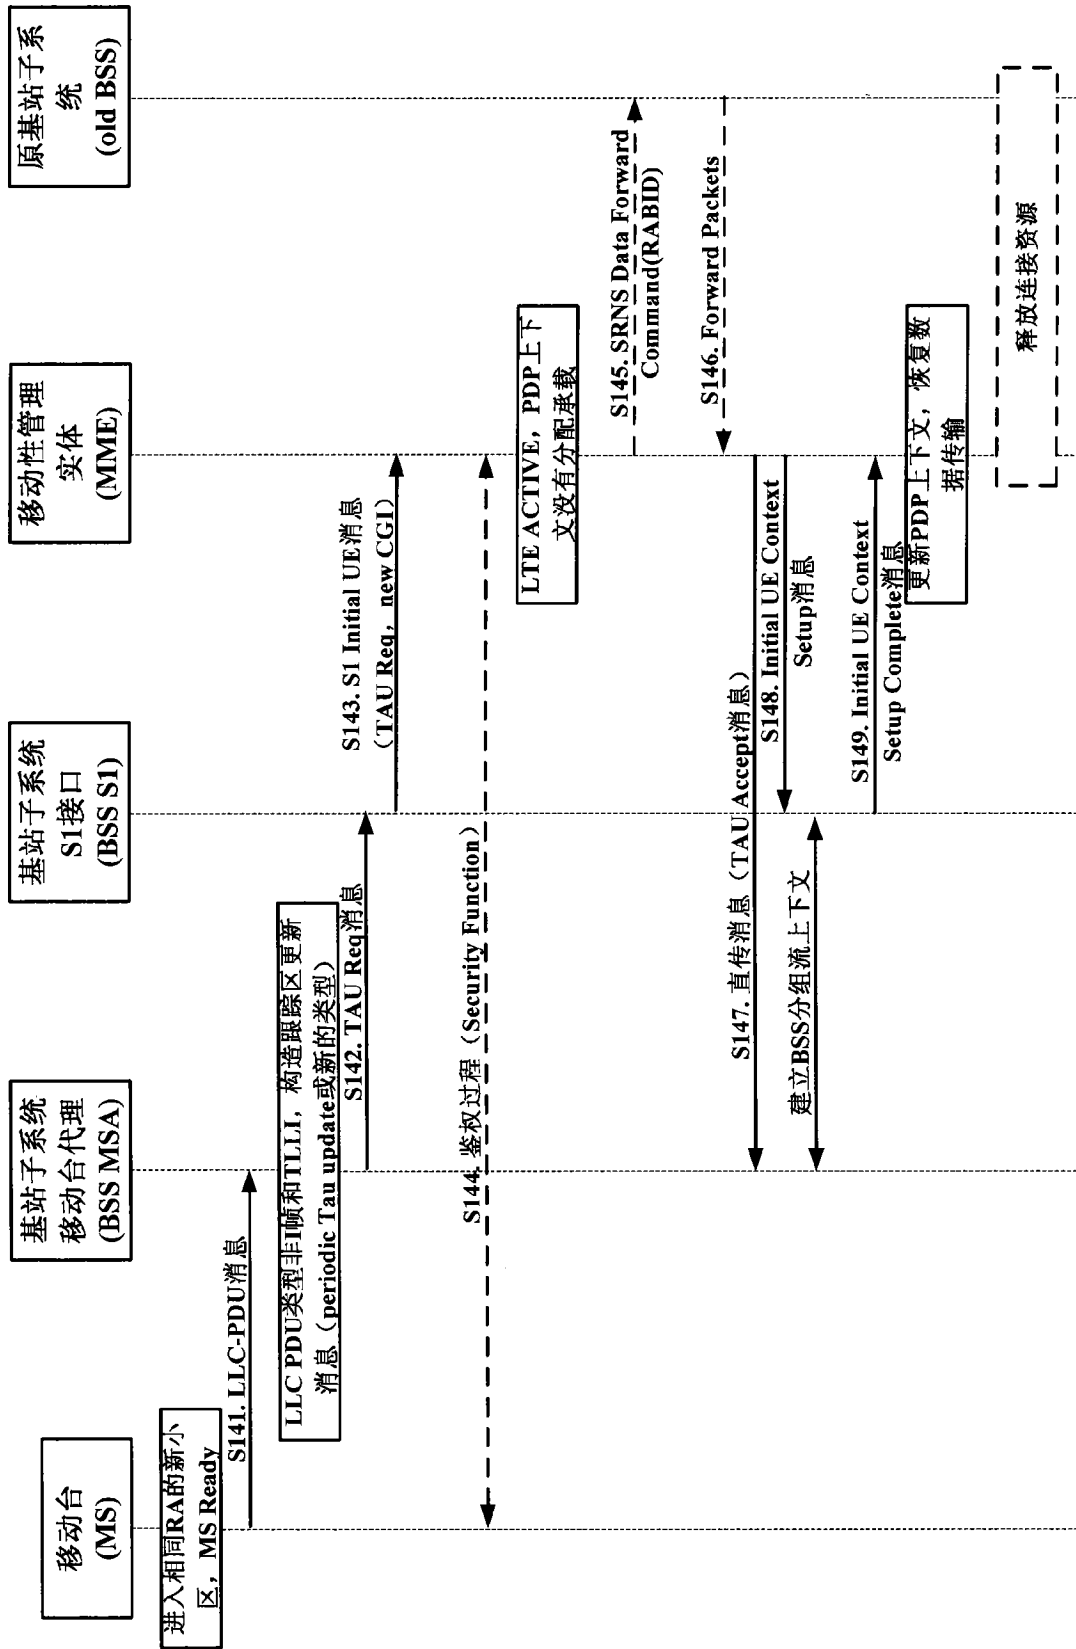 移动台
(MS)
基站子系统
移动台代理
(BSS MSA)
基站子系统
S1接口
(BSS S1)
移动性管理
实体
(MME)
原基站子系
统
(old BSS)
进入相同RA的新小
区，MS Ready
S141. LLC-PDU消息
LLC PDU类型非I帧和TLLI，构造跟踪区更新
消息（periodic Tau update或新的类型）
S142. TAU Req消息
S143. S1 Initial UE消息
（TAU Req，new CGI）
S144. 鉴权过程（Security Function）
LTE ACTIVE，PDP上下
文没有分配承载
S145. SRNS Data Forward
Command(RABID)
S146. Forward Packets
S147. 直传消息（TAU Accept消息）
S148. Initial UE Context
Setup消息
建立BSS分组流上下文
S149. Initial UE Context
Setup Complete消息
更新PDP上下文，恢复数
据传输
释放连接资源